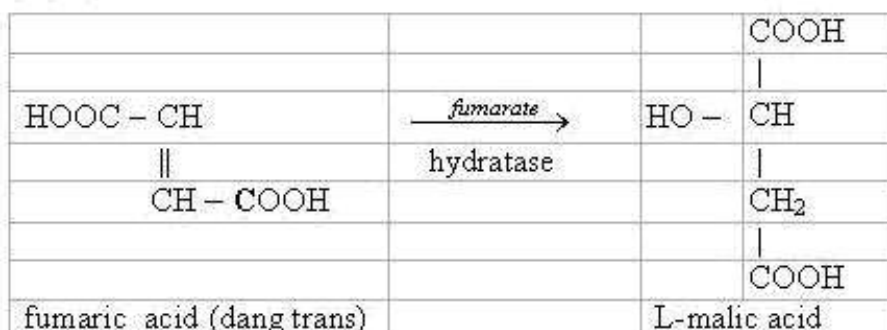 COOH
|
HOOC – CH fumarate HO – CH
|| hydratase |
CH – COOH CH₂
|
COOH
fumaric acid (dang trans) L-malic acid